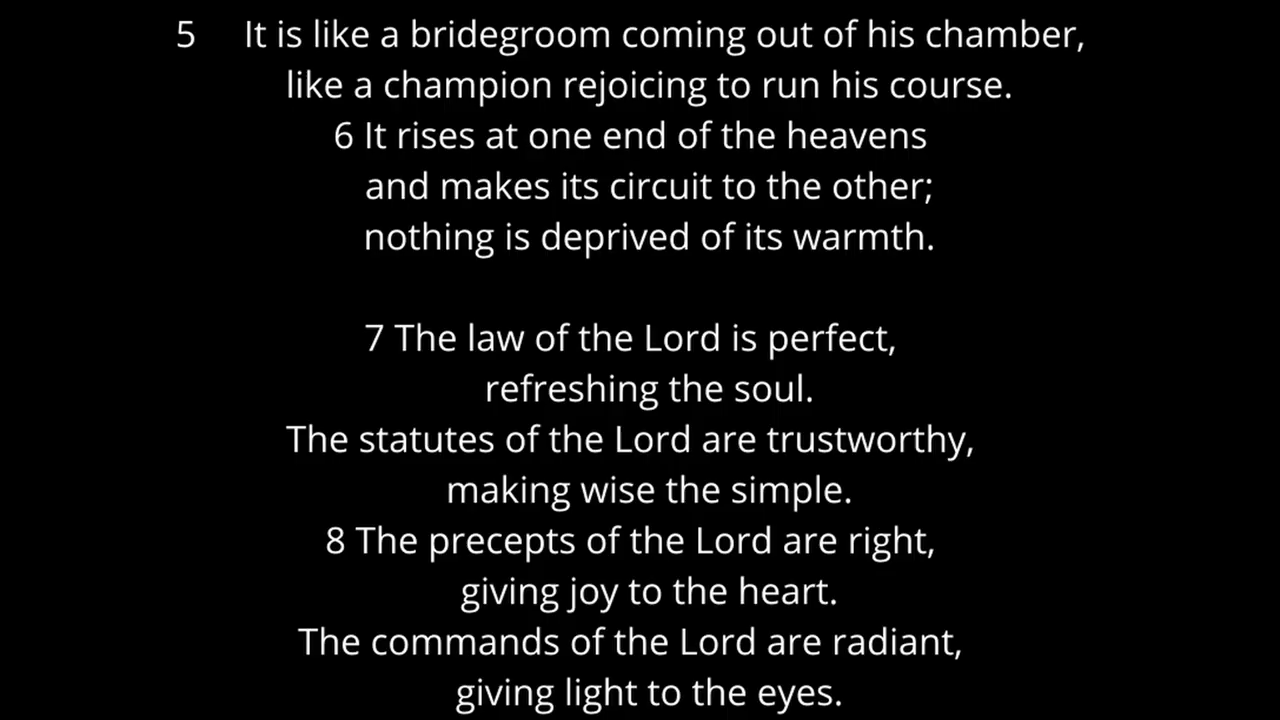 5 It is like a bridegroom coming out of his chamber,
like a champion rejoicing to run his course.
6 It rises at one end of the heavens
and makes its circuit to the other;
nothing is deprived of its warmth.
7 The law of the Lord is perfect,
refreshing the soul.
The statutes of the Lord are trustworthy,
making wise the simple.
8 The precepts of the Lord are right,
giving joy to the heart.
The commands of the Lord are radiant,
giving light to the eyes.